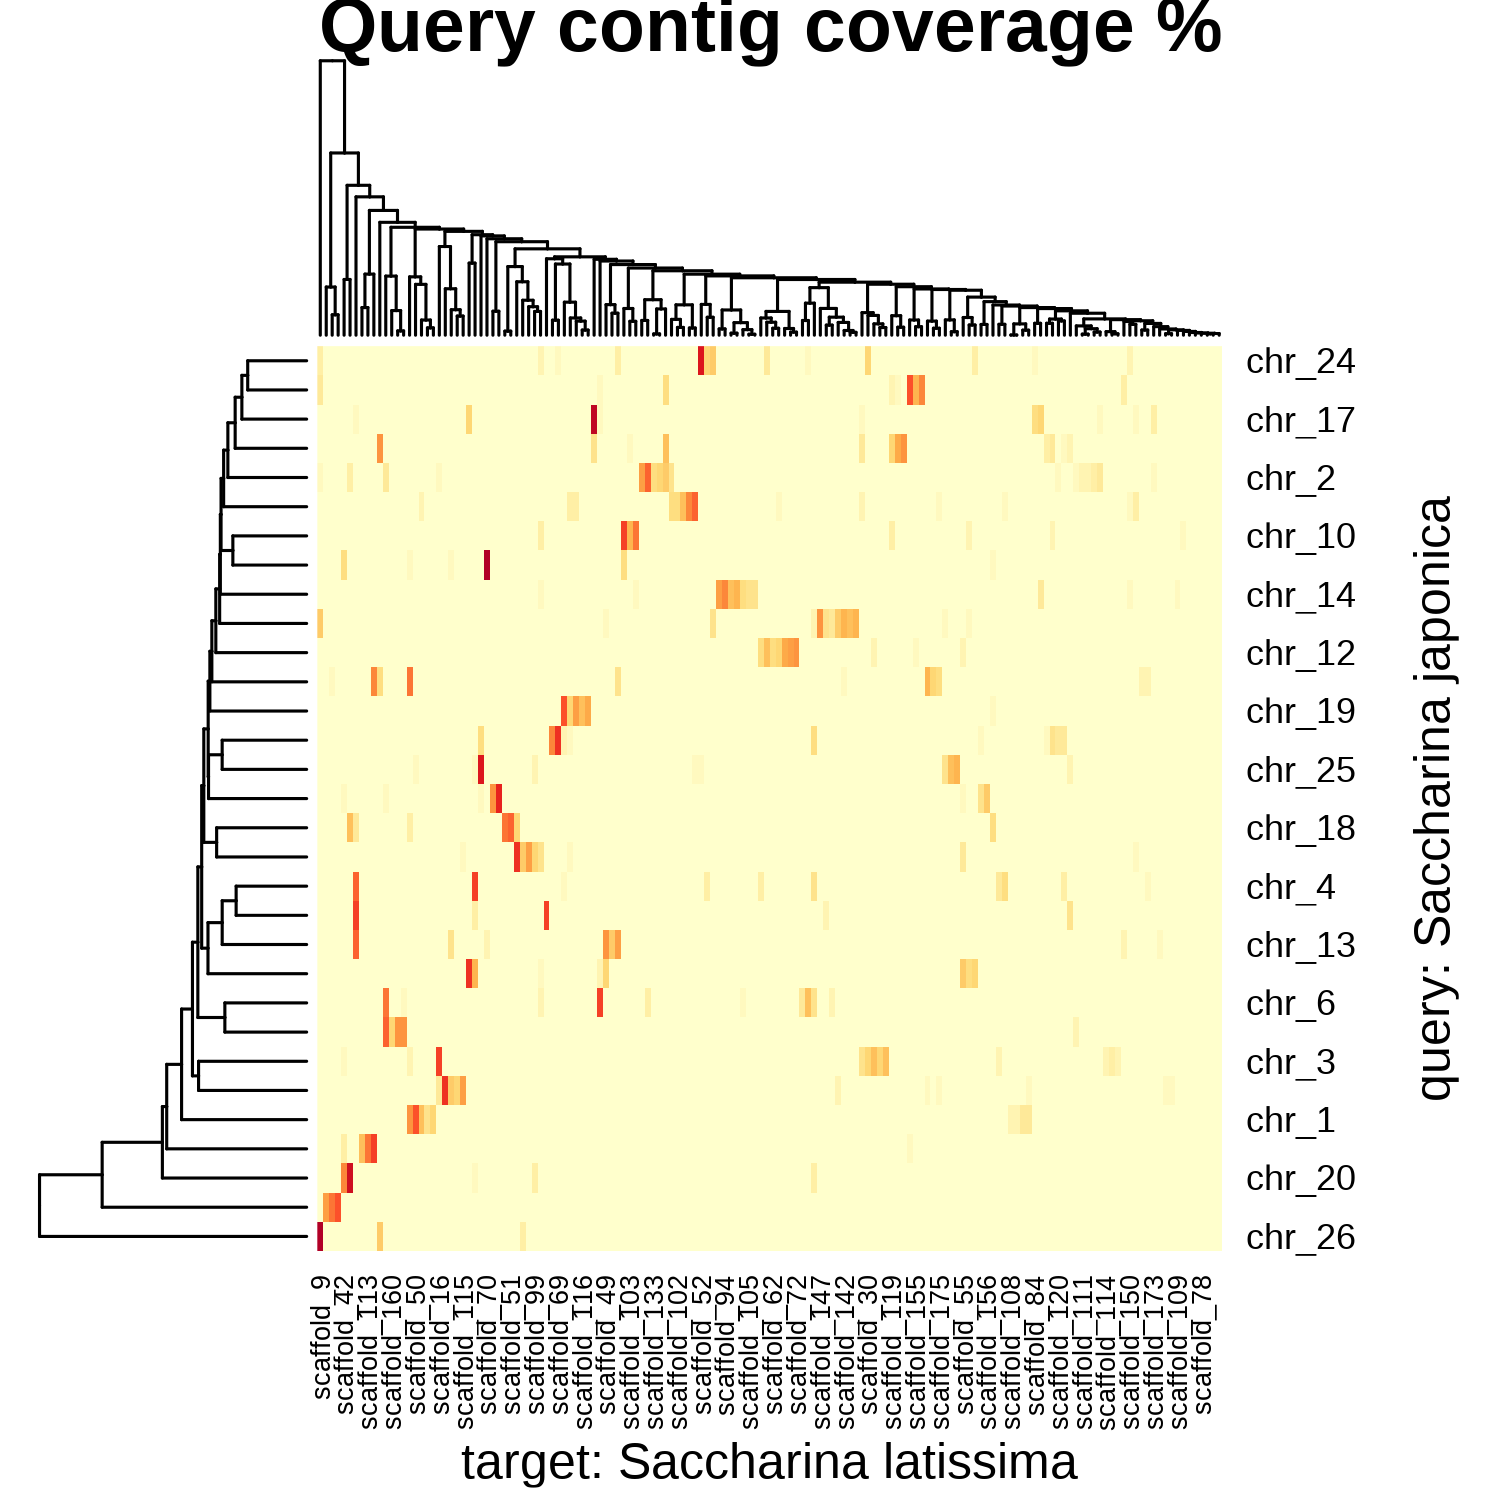 Query contig coverage %
chr_24
chr_17
chr_2
chr_10
chr_14
chr_12
chr_19
chr_25
chr_18
chr_4
chr_13
chr_6
chr_3
chr_1
chr_20
chr_26
query: Saccharina japonica
scaffold_9
scaffold_42
scaffold_113
scaffold_160
scaffold_50
scaffold_16
scaffold_115
scaffold_70
scaffold_51
scaffold_99
scaffold_69
scaffold_116
scaffold_49
scaffold_103
scaffold_133
scaffold_102
scaffold_52
scaffold_94
scaffold_105
scaffold_62
scaffold_72
scaffold_147
scaffold_142
scaffold_30
scaffold_119
scaffold_155
scaffold_175
scaffold_55
scaffold_156
scaffold_108
scaffold_84
scaffold_120
scaffold_111
scaffold_114
scaffold_150
scaffold_173
scaffold_109
scaffold_78
target: Saccharina latissima